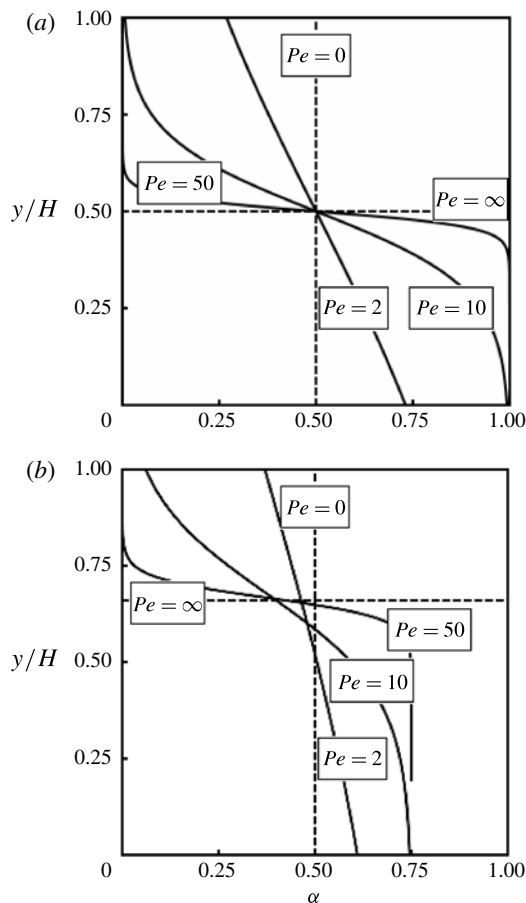 (a)
1.00
Pe = 0
0.75
Pe = 50
Pe = ∞
y/H
0.50
0.25
Pe = 2
Pe = 10
0
0.25
0.50
0.75
1.00
(b)
1.00
Pe = 0
0.75
Pe = ∞
Pe = 50
y/H
0.50
Pe = 10
0.25
Pe = 2
0
0.25
0.50
0.75
1.00
α